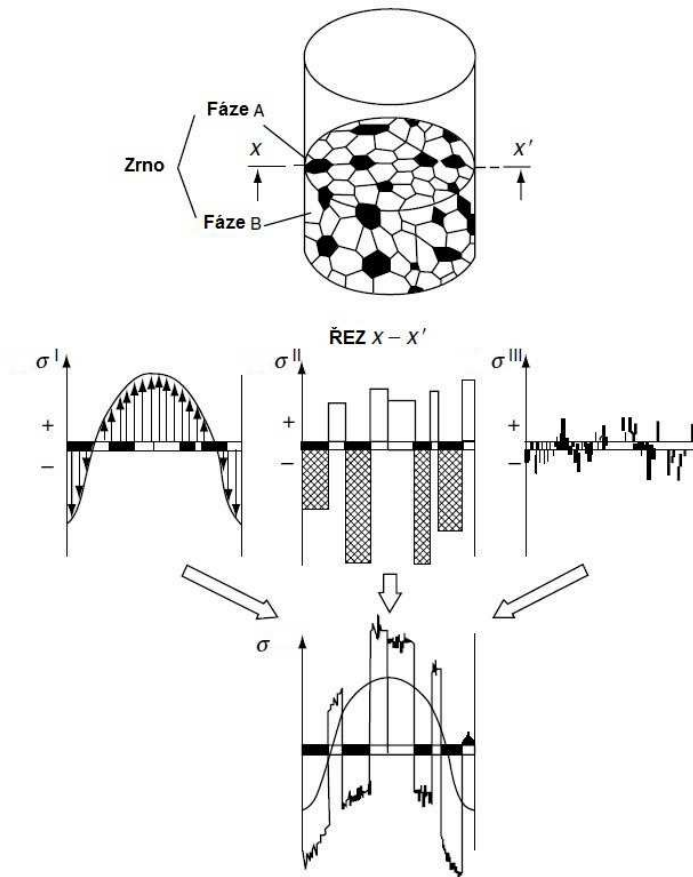 Fáze A
X X′
Zrno
Fáze B
ŘEZ X – X′
σ I σ II σ III
+ + +
− − −
σ